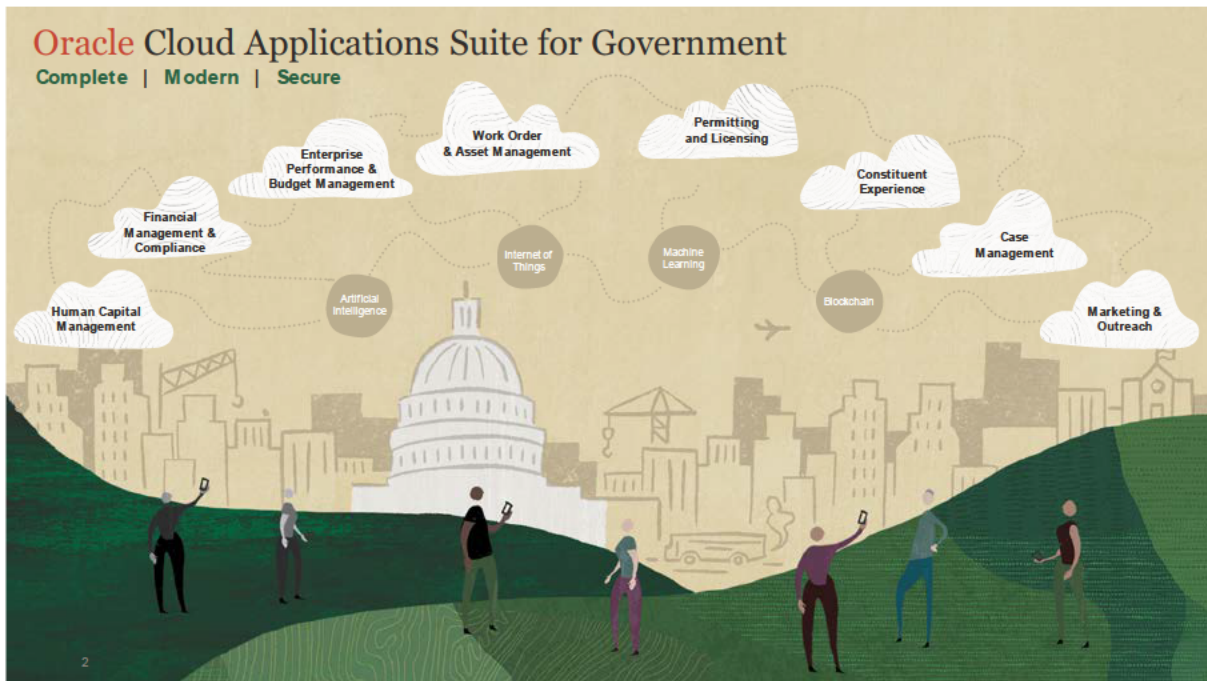 Oracle Cloud Applications Suite for Government
Complete | Modern | Secure
Work Order
& Asset Management
Permitting
and Licensing
Enterprise
Performance &
Budget Management
Constituent
Experience
Financial
Management &
Compliance
Case
Management
Internet of
Things
Machine
Learning
Artificial
Intelligence
Blockchain
Human Capital
Management
Marketing &
Outreach
2